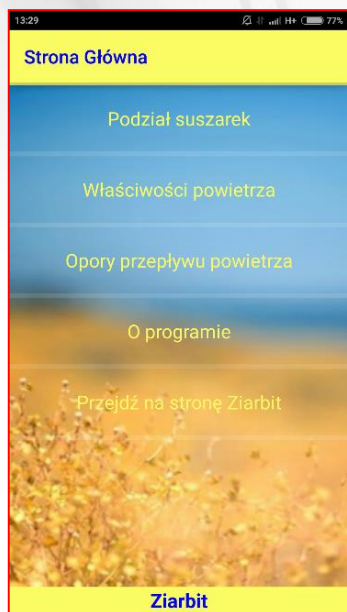 13:29 H+ 77%
Strona Główna
Podział suszarek
Właściwości powietrza
Opory przepływu powietrza
O programie
Przejdź na stronę Ziarbit
Ziarbit